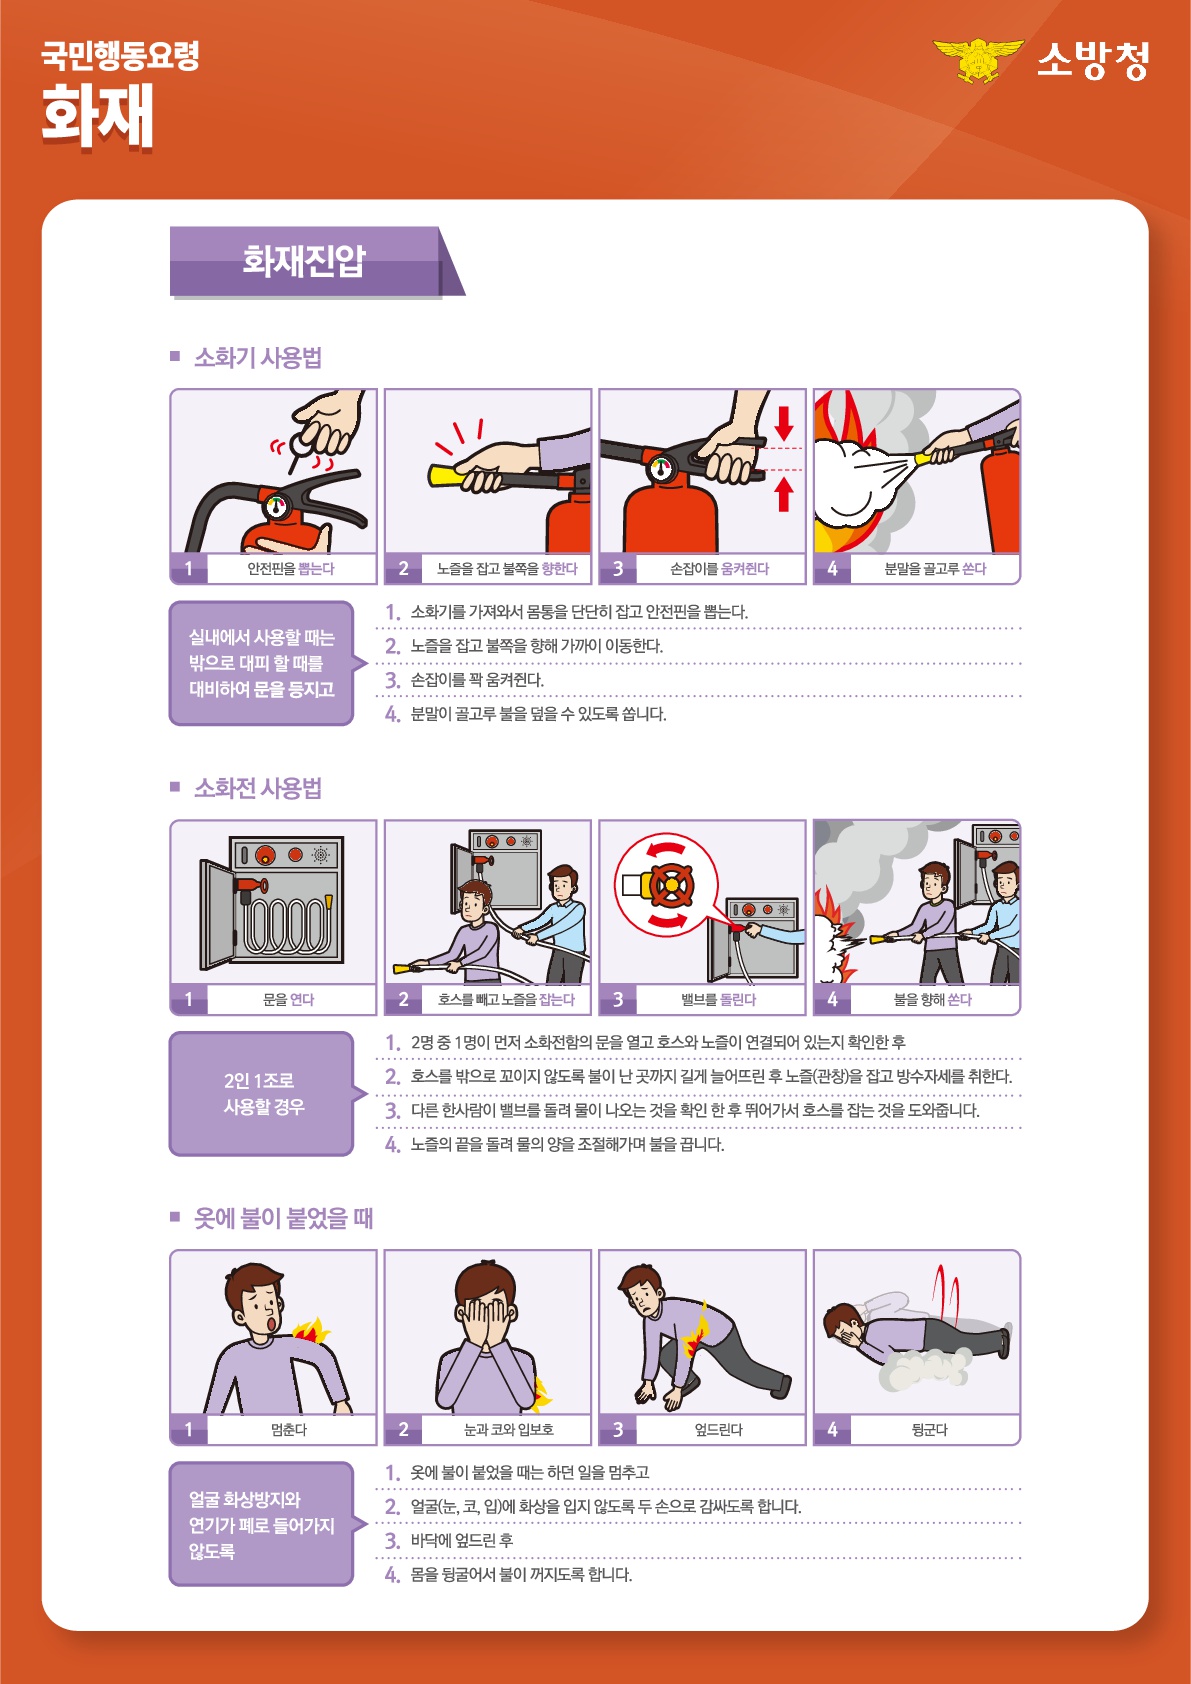 국민행동요령
화재
소방청
화재진압
소화기 사용법
1 안전핀을 뽑는다
2 노즐을 잡고 불쪽을 향한다
3 손잡이를 움켜쥔다
4 분말을 골고루 쏜다
실내에서 사용할 때는
밖으로 대피 할 때를
대비하여 문을 등지고
1. 소화기를 가져와서 몸통을 단단히 잡고 안전핀을 뽑는다.
2. 노즐을 잡고 불쪽을 향해 가까이 이동한다.
3. 손잡이를 꽉 움켜쥔다.
4. 분말이 골고루 불을 덮을 수 있도록 쏩니다.
소화전 사용법
1 문을 연다
2 호스를 빼고 노즐을 잡는다
3 밸브를 돌린다
4 불을 향해 쏜다
2인 1조로
사용할 경우
1. 2명 중 1명이 먼저 소화전함의 문을 열고 호스와 노즐이 연결되어 있는지 확인한 후
2. 호스를 밖으로 꼬이지 않도록 불이 난 곳까지 길게 늘어뜨린 후 노즐(관창)을 잡고 방수자세를 취한다.
3. 다른 한사람이 밸브를 돌려 물이 나오는 것을 확인 한 후 뛰어가서 호스를 잡는 것을 도와줍니다.
4. 노즐의 끝을 돌려 물의 양을 조절해가며 불을 끕니다.
옷에 불이 붙었을 때
1 멈춘다
2 눈과 코와 입보호
3 엎드린다
4 뒹군다
얼굴 화상방지와
연기가 폐로 들어가지
않도록
1. 옷에 불이 붙었을 때는 하던 일을 멈추고
2. 얼굴(눈, 코, 입)에 화상을 입지 않도록 두 손으로 감싸도록 합니다.
3. 바닥에 엎드린 후
4. 몸을 뒹굴어서 불이 꺼지도록 합니다.